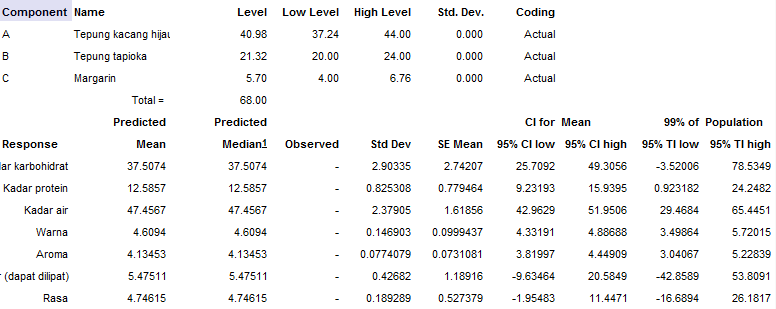 Component Name Level Low Level High Level Std. Dev. Coding
A Tepung kacang hijau 40.98 37.24 44.00 0.000 Actual
B Tepung tapioka 21.32 20.00 24.00 0.000 Actual
C Margarin 5.70 4.00 6.76 0.000 Actual
Total = 68.00
Predicted Predicted CI for Mean 99% of Population
Response Mean Median1 Observed Std Dev SE Mean 95% CI low 95% CI high 95% TI low 95% TI high
ar karbohidrat 37.5074 37.5074 - 2.90335 2.74207 25.7092 49.3056 -3.52006 78.5349
Kadar protein 12.5857 12.5857 - 0.825308 0.779464 9.23193 15.9395 0.923182 24.2482
Kadar air 47.4567 47.4567 - 2.37905 1.61856 42.9629 51.9506 29.4684 65.4451
Warna 4.6094 4.6094 - 0.146903 0.0999437 4.33191 4.88688 3.49864 5.72015
Aroma 4.13453 4.13453 - 0.0774079 0.0731081 3.81997 4.44909 3.04067 5.22839
(dapat dilipat) 5.47511 5.47511 - 0.42682 1.18916 -9.63464 20.5849 -42.8589 53.8091
Rasa 4.74615 4.74615 - 0.189289 0.527379 -1.95483 11.4471 -16.6894 26.1817